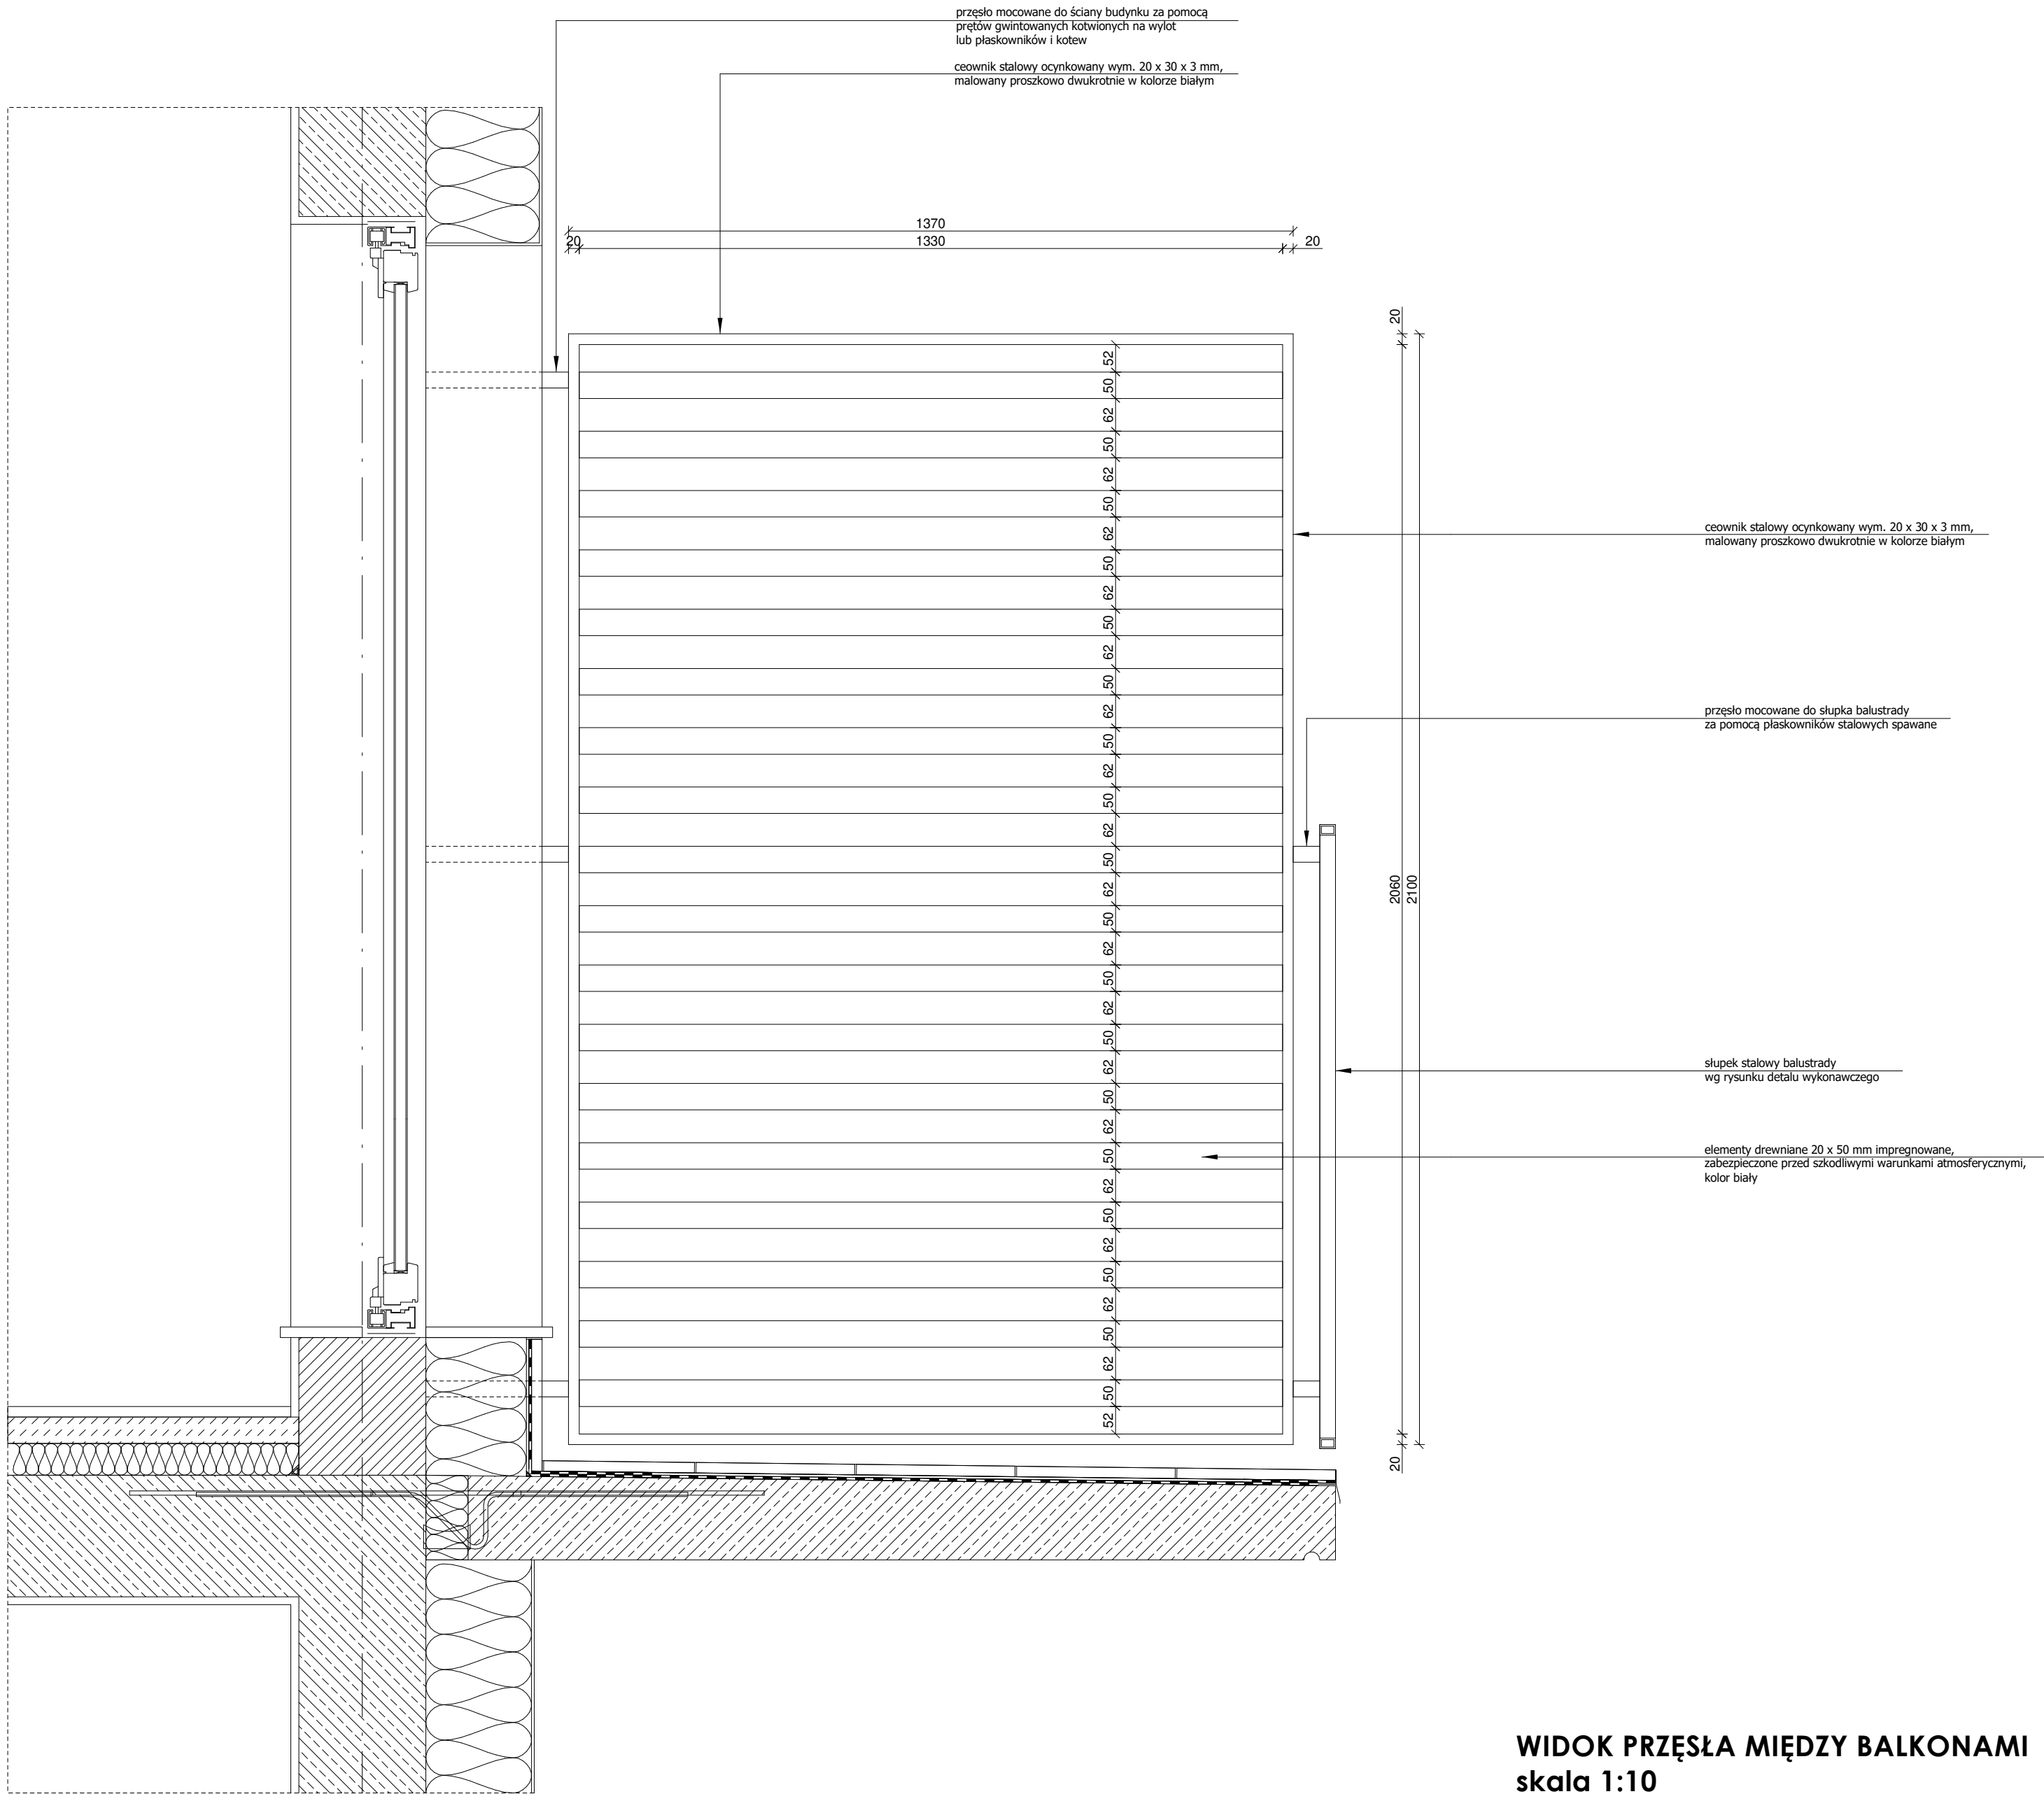 przęsło mocowane do ściany budynku za pomocą
prętów gwintowanych kotwionych na wylot
lub płaskowników i kotew
ceownik stalowy ocynkowany wym. 20 x 30 x 3 mm,
malowany proszkowo dwukrotnie w kolorze białym
1370
20 1330 20
20
52
50
62
50
62
50
62
50
62
50
62
50
62
50
62
50
62
50
62
50
62
50
62
50
62
50
62
50
62
50
62
50
62
50
62
50
52
2060
2100
20
ceownik stalowy ocynkowany wym. 20 x 30 x 3 mm,
malowany proszkowo dwukrotnie w kolorze białym
przęsło mocowane do słupka balustrady
za pomocą płaskowników stalowych spawane
słupek stalowy balustrady
wg rysunku detalu wykonawczego
elementy drewniane 20 x 50 mm impregnowane,
zabezpieczone przed szkodliwymi warunkami atmosferycznymi,
kolor biały
WIDOK PRZĘSŁA MIĘDZY BALKONAMI
skala 1:10